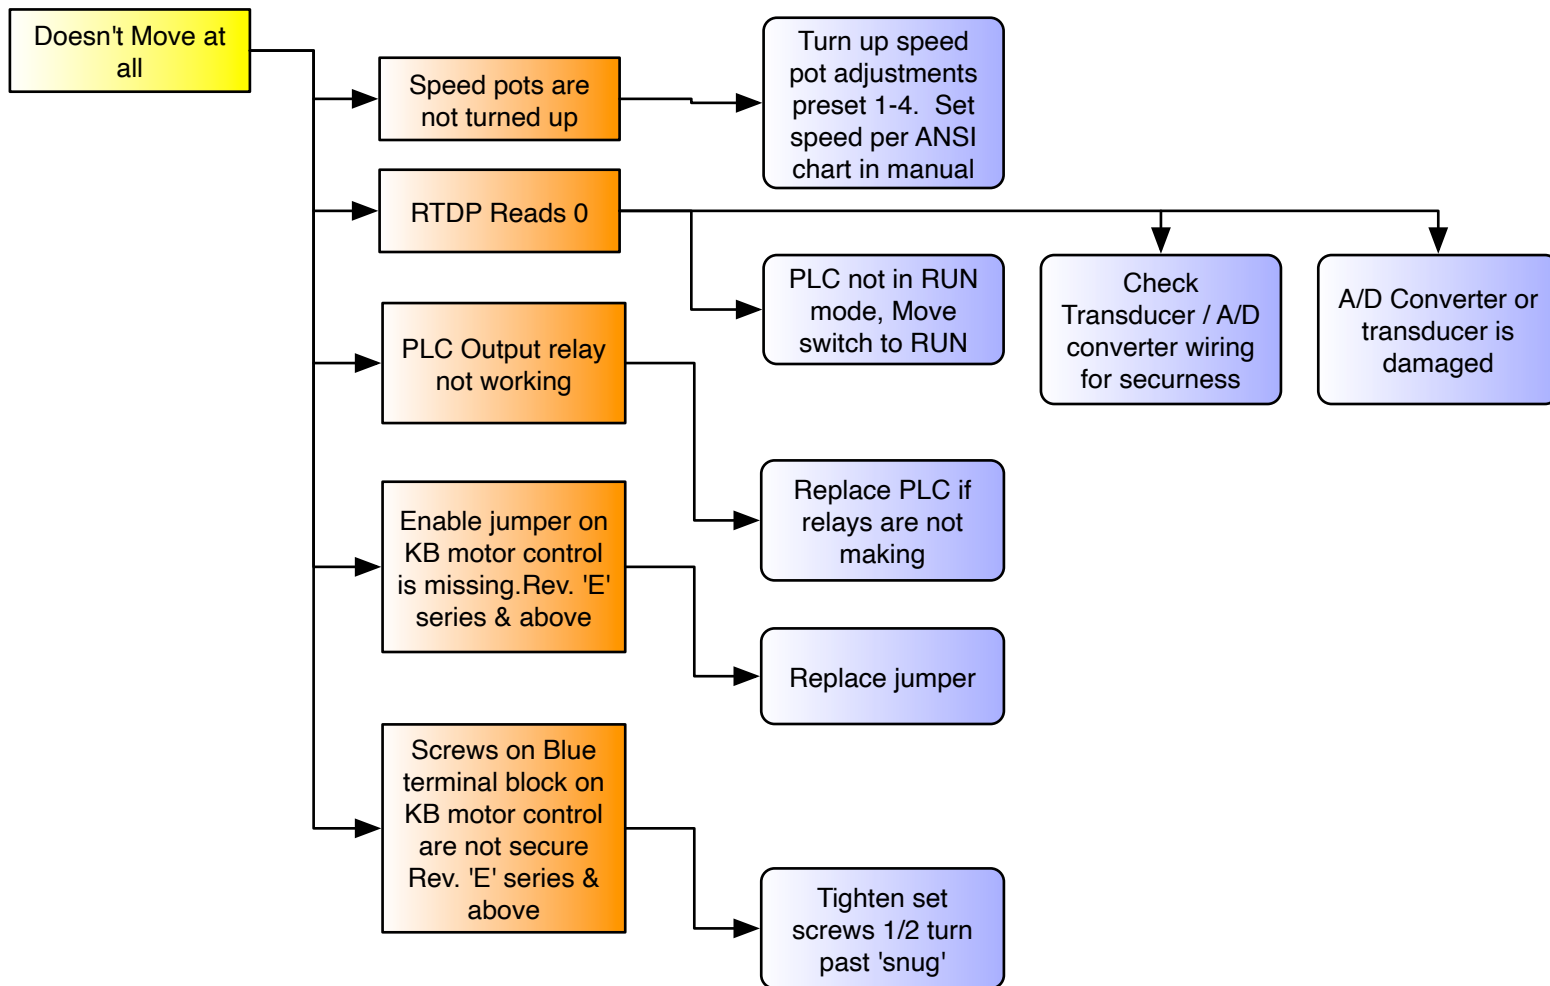 Doesn't Move at
all
Speed pots are
not turned up
Turn up speed
pot adjustments
preset 1-4.  Set
speed per ANSI
chart in manual
RTDP Reads 0
PLC not in RUN
mode, Move
switch to RUN
Check
Transducer / A/D
converter wiring
for securness
A/D Converter or
transducer is
damaged
PLC Output relay
not working
Replace PLC if
relays are not
making
Enable jumper on
KB motor control
is missing.Rev. 'E'
series & above
Replace jumper
Screws on Blue
terminal block on
KB motor control
are not secure
Rev. 'E' series &
above
Tighten set
screws 1/2 turn
past 'snug'